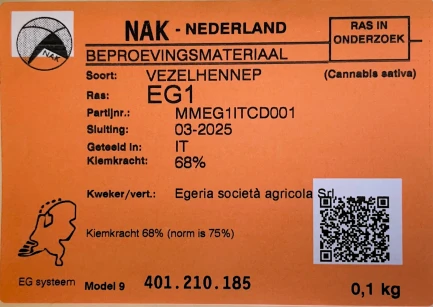 NAK - NEDERLAND
RAS IN
ONDERZOEK
NAK
BEPROEVINGSMATERIAAL
Soort: VEZELHENNEP (Cannabis sativa)
Ras: EG1
Partijnr.: MMEG1ITCD001
Sluiting: 03-2025
Geteeld in: IT
Kiemkracht: 68%
Kweker/vert.: Egeria società agricola Srl
Kiemkracht 68% (norm is 75%)
EG systeem Model 9 401.210.185 0,1 kg